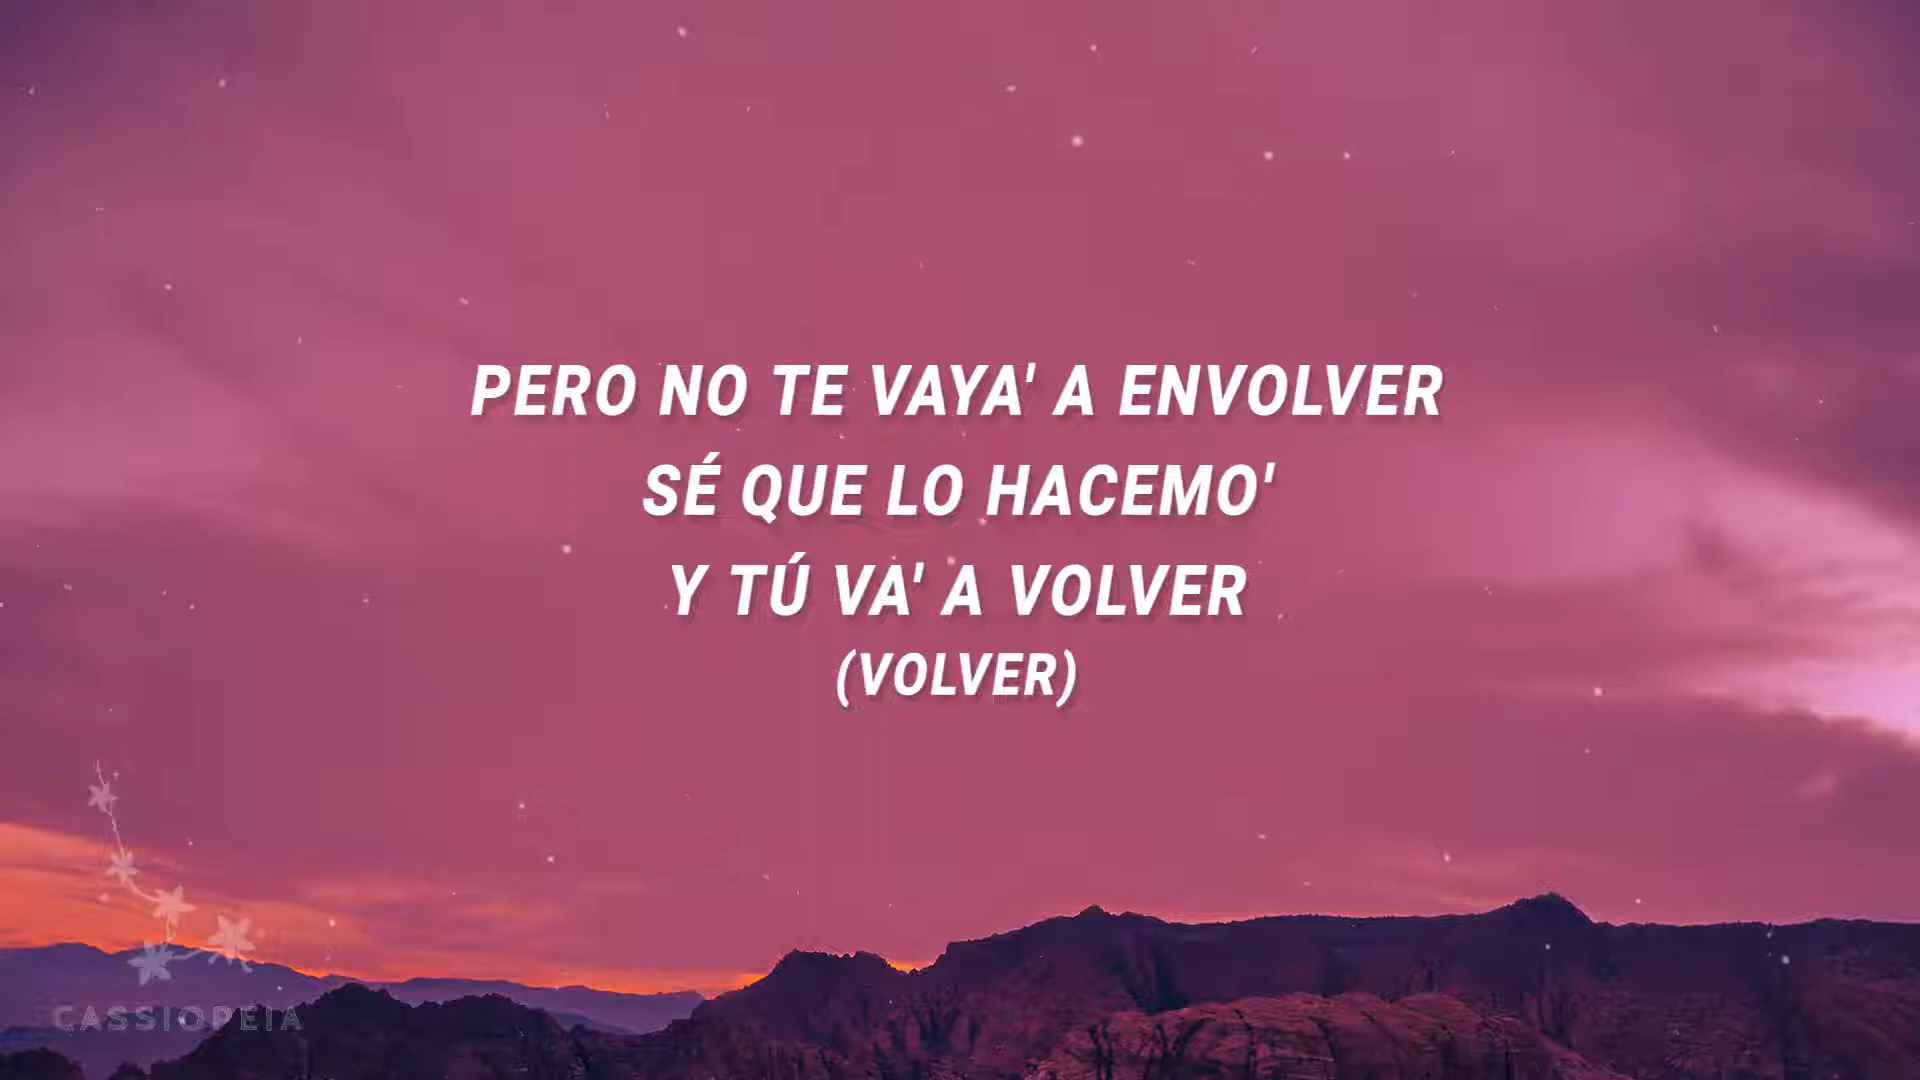 PERO NO TE VAYA' A ENVOLVER
SÉ QUE LO HACEMO'
Y TÚ VA' A VOLVER
(VOLVER)
CASSIOPEIA